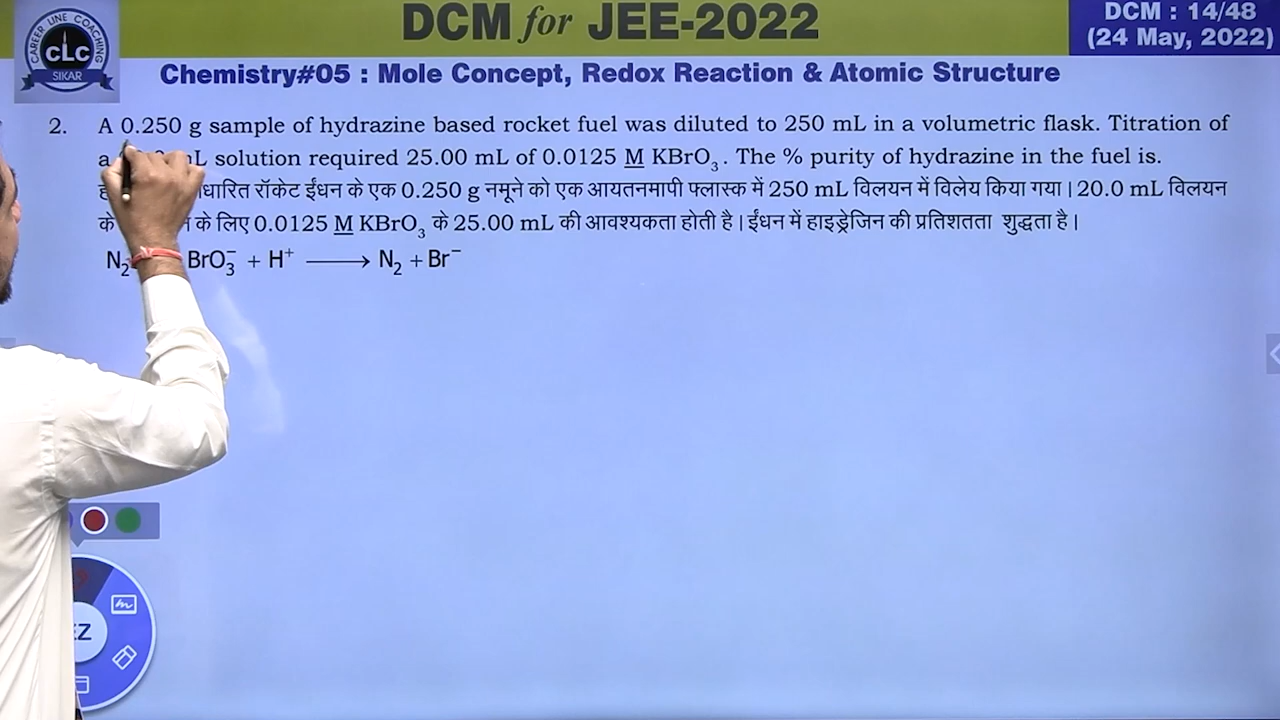 DCM for JEE-2022
DCM : 14/48
(24 May, 2022)
CAREER LINE COACHING
CLC
SIKAR
Chemistry#05 : Mole Concept, Redox Reaction & Atomic Structure
2. A 0.250 g sample of hydrazine based rocket fuel was diluted to 250 mL in a volumetric flask. Titration of
a mL solution required 25.00 mL of 0.0125 M KBrO₃. The % purity of hydrazine in the fuel is.
रॉकेट ईंधन के एक 0.250 g नमूने को एक आयतनमापी फ्लास्क में 250 mL विलयन में विलेय किया गया। 20.0 mL विलयन
के के लिए 0.0125 M KBrO₃ के 25.00 mL की आवश्यकता होती है। ईंधन में हाइड्रेजिन की प्रतिशतता शुद्धता है।
N₂ BrO₃⁻ + H⁺ ⟶ N₂ + Br⁻
EZ